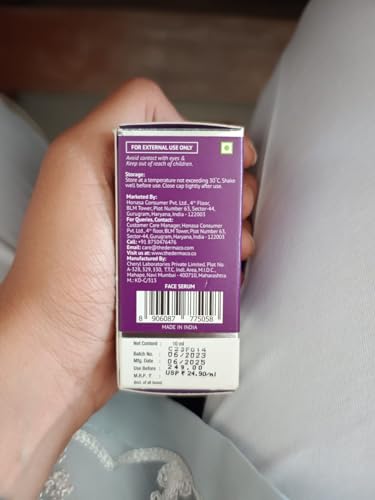 FOR EXTERNAL USE ONLY
Avoid contact with eyes &
Keep out of reach of children.
Storage:
Store at a temperature not exceeding 30°C, Shake
well before use. Close cap tightly after use.
Marketed By:
Honasa Consumer Pvt. Ltd., 4th Floor,
BLM Tower, Plot Number 63, Sector-44,
Gurugram, Haryana, India - 122003
For Queries, Contact:
Customer Care Manager, Honasa Consumer
Pvt. Ltd., 4th floor, BLM Tower, Plot Number 63,
Sector-44, Gurugram, Haryana, India - 122003
Call: +91 8750476476
Email: care@thedermaco.com
Visit us at: www.thedermaco.com
Manufactured By:
Cheryl Laboratories Private Limited. Plot No
A-328, 329, 330, T.T.C. Indl. Area, M.I.D.C.,
Mahape, Navi Mumbai - 400710, Maharashtra
M.: KD-C/313
FACE SERUM
8 906087 775058
MADE IN INDIA
Net Content : 10 ml
Batch No. : C23F014
Mfg. Date : 06/2023
Use Before : 06/2025
M.R.P. ₹ : 249.00
(Incl. of all taxes) USP ₹ 24.90/ml